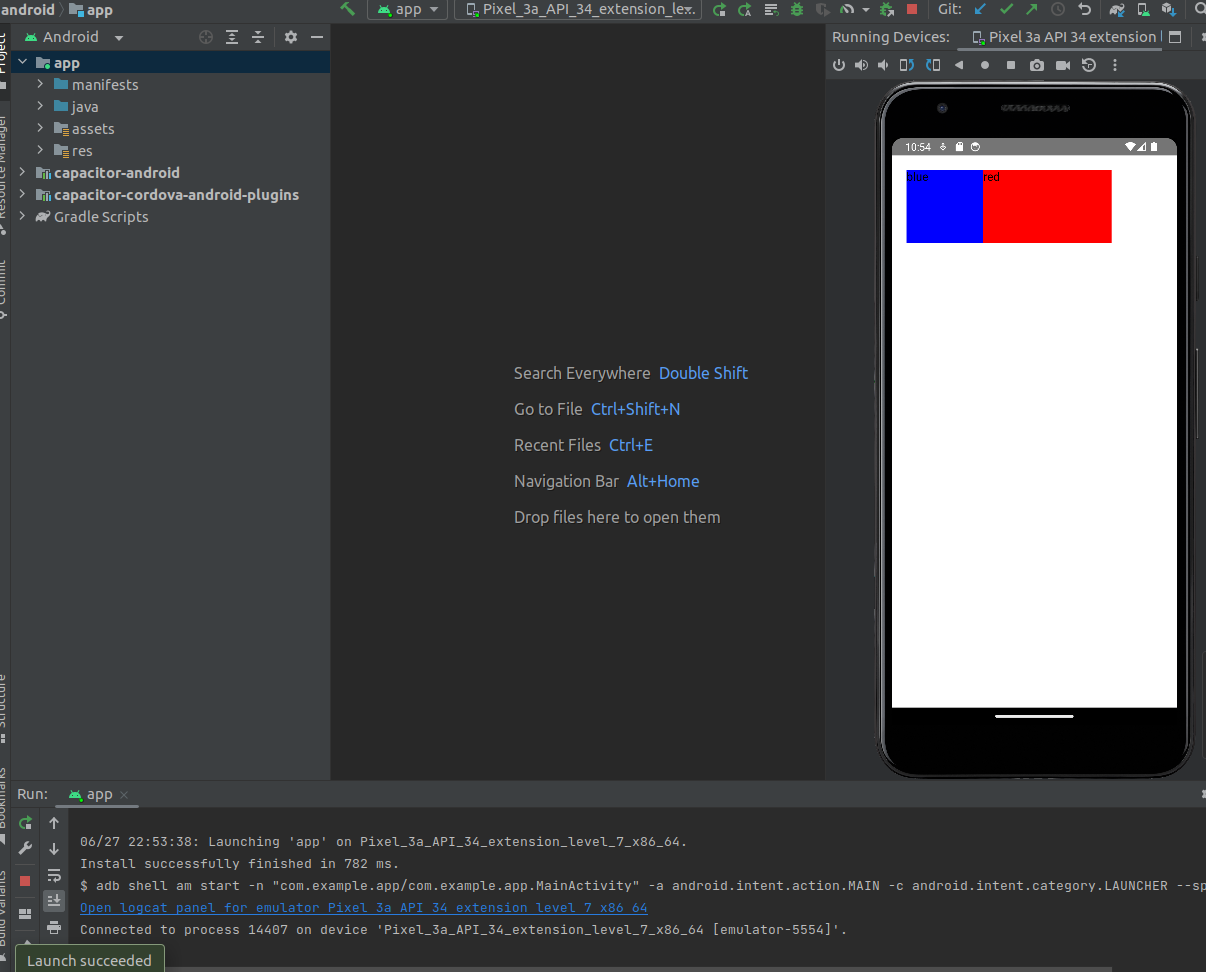 android app
app
Pixel_3a_API_34_extension_le...
Git:
Android
Running Devices:
Pixel 3a API 34 extension
Project
app
manifests
java
assets
res
capacitor-android
capacitor-cordova-android-plugins
Gradle Scripts
Resource Manager
Commit
10:54
blue
red
Search Everywhere Double Shift
Go to File Ctrl+Shift+N
Recent Files Ctrl+E
Navigation Bar Alt+Home
Drop files here to open them
Structure
Bookmarks
Build Variants
Run:
app
06/27 22:53:38: Launching 'app' on Pixel_3a_API_34_extension_level_7_x86_64.
Install successfully finished in 782 ms.
$ adb shell am start -n "com.example.app/com.example.app.MainActivity" -a android.intent.action.MAIN -c android.intent.category.LAUNCHER --sp
Open logcat panel for emulator Pixel 3a API 34 extension level 7 x86 64
Connected to process 14407 on device 'Pixel_3a_API_34_extension_level_7_x86_64 [emulator-5554]'.
Launch succeeded